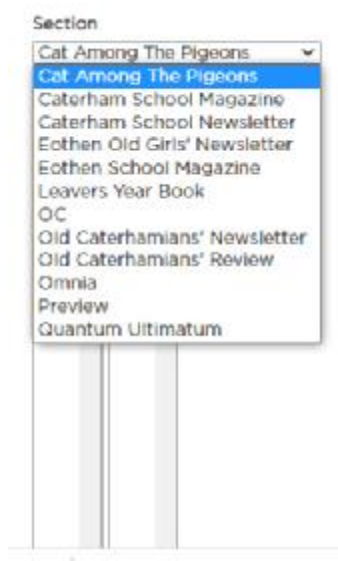 Section
Cat Among The Pigeons
Cat Among The Pigeons
Caterham School Magazine
Caterham School Newsletter
Eothen Old Girls' Newsletter
Eothen School Magazine
Leavers Year Book
OC
Old Caterhamians' Newsletter
Old Caterhamians' Review
Omnia
Preview
Quantum Ultimatum